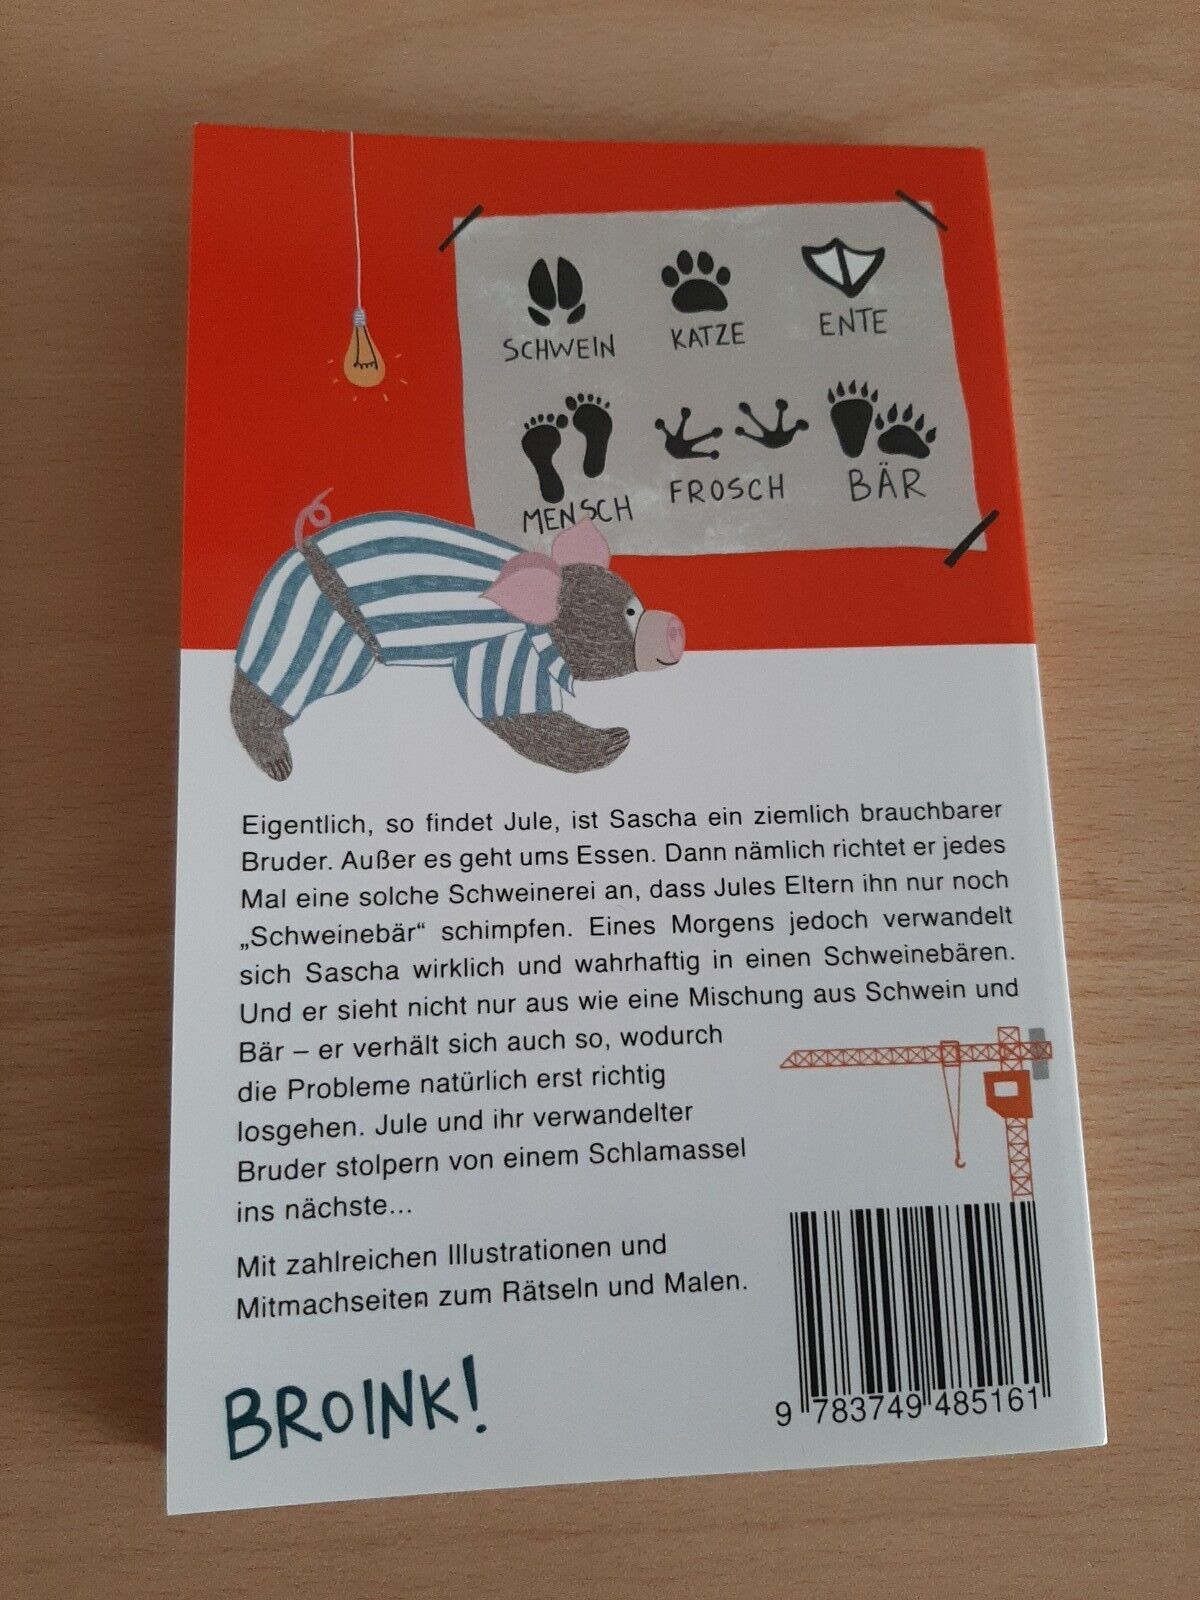 SCHWEIN KATZE ENTE
MENSCH FROSCH BÄR
Eigentlich, so findet Jule, ist Sascha ein ziemlich brauchbarer
Bruder. Außer es geht ums Essen. Dann nämlich richtet er jedes
Mal eine solche Schweinerei an, dass Jules Eltern ihn nur noch
„Schweinebär“ schimpfen. Eines Morgens jedoch verwandelt
sich Sascha wirklich und wahrhaftig in einen Schweinebären.
Und er sieht nicht nur aus wie eine Mischung aus Schwein und
Bär – er verhält sich auch so, wodurch
die Probleme natürlich erst richtig
losgehen. Jule und ihr verwandelter
Bruder stolpern von einem Schlamassel
ins nächste...
Mit zahlreichen Illustrationen und
Mitmachseiten zum Rätseln und Malen.
BROINK!
9 783749 485161